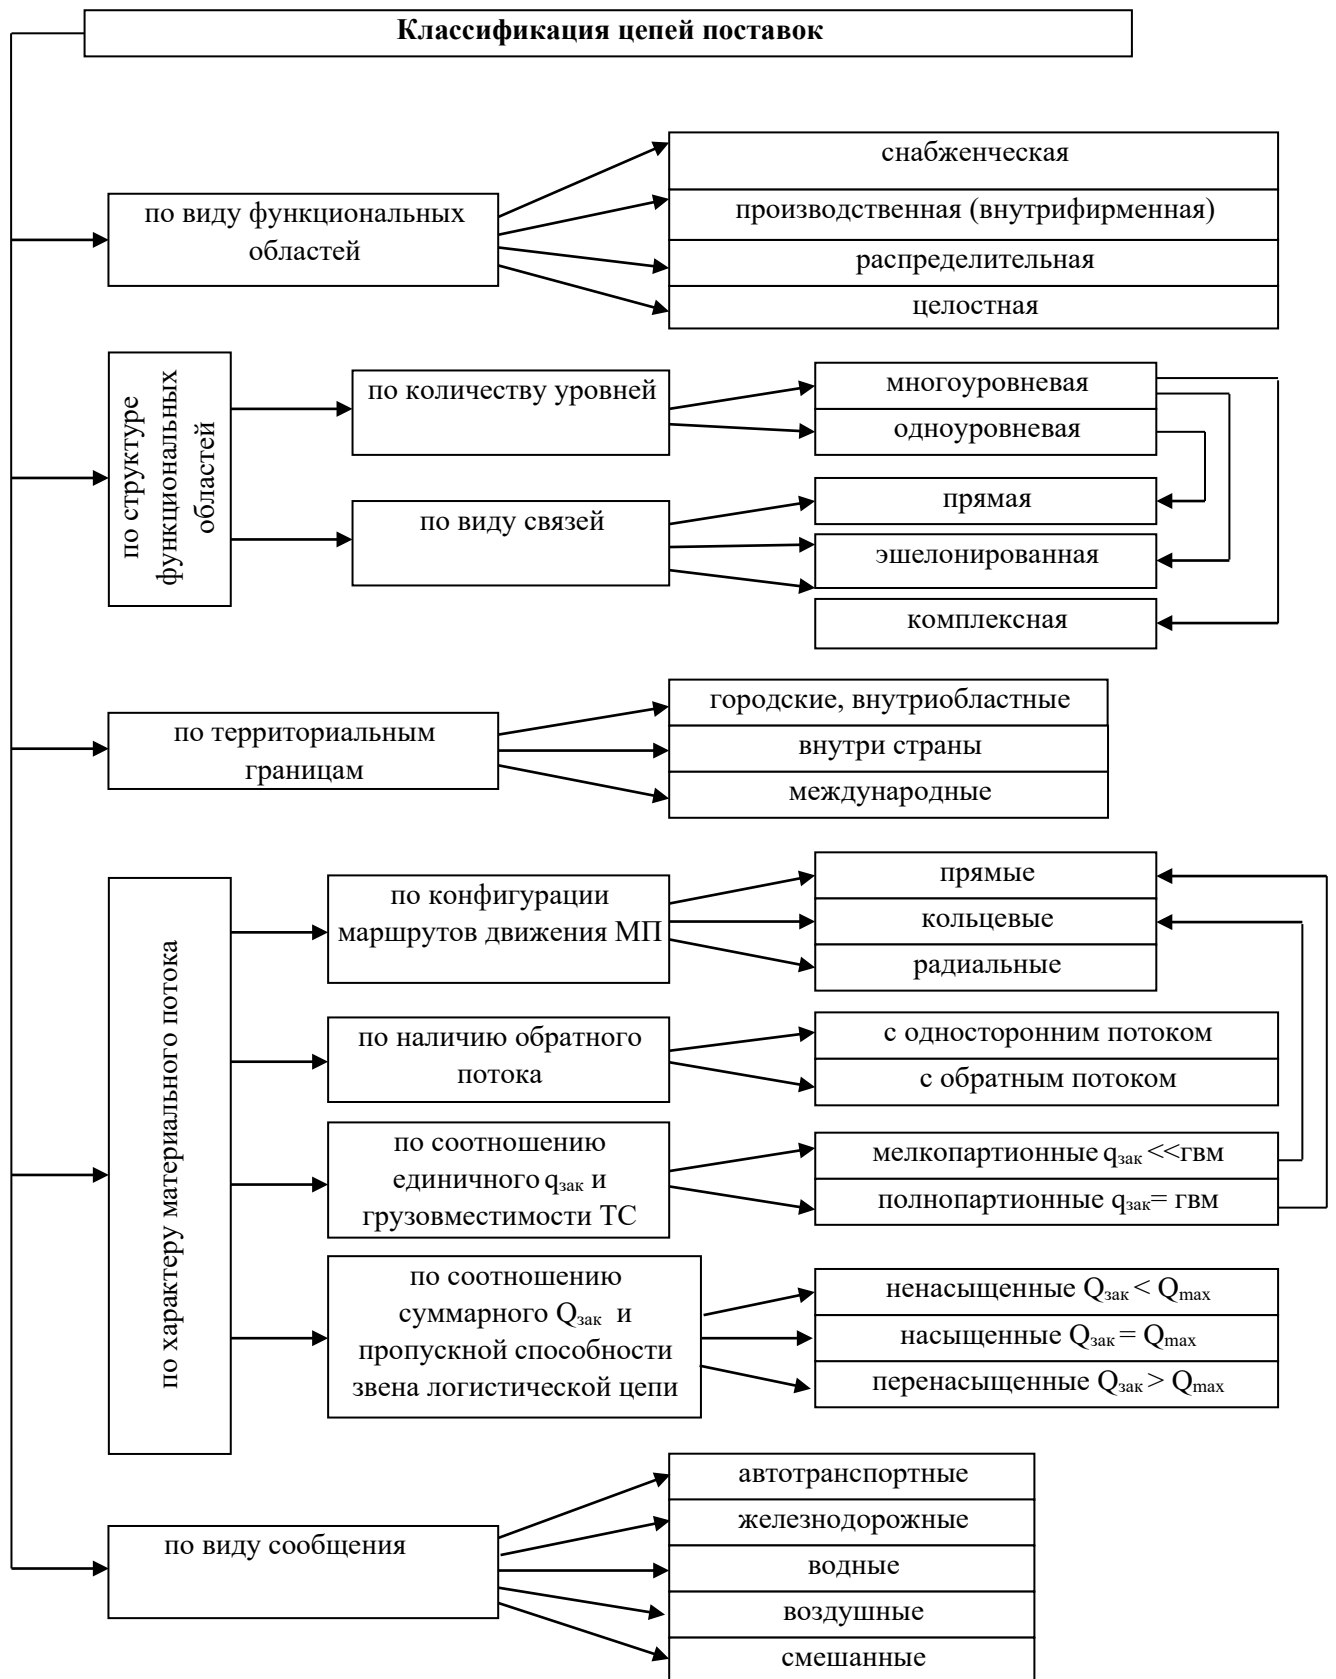 Классификация цепей поставок
по виду функциональных
областей
снабженческая
производственная (внутрифирменная)
распределительная
целостная
по структуре
функциональных
областей
по количеству уровней
многоуровневая
одноуровневая
по виду связей
прямая
эшелонированная
комплексная
по территориальным
границам
городские, внутриобластные
внутри страны
международные
по характеру материального потока
по конфигурации
маршрутов движения МП
прямые
кольцевые
радиальные
по наличию обратного
потока
с односторонним потоком
с обратным потоком
по соотношению
единичного qзак и
грузовместимости ТС
мелкопартионные qзак <<гвм
полнопартионные qзак= гвм
по соотношению
суммарного Qзак и
пропускной способности
звена логистической цепи
ненасыщенные Qзак < Qmax
насыщенные Qзак = Qmax
перенасыщенные Qзак > Qmax
по виду сообщения
автотранспортные
железнодорожные
водные
воздушные
смешанные